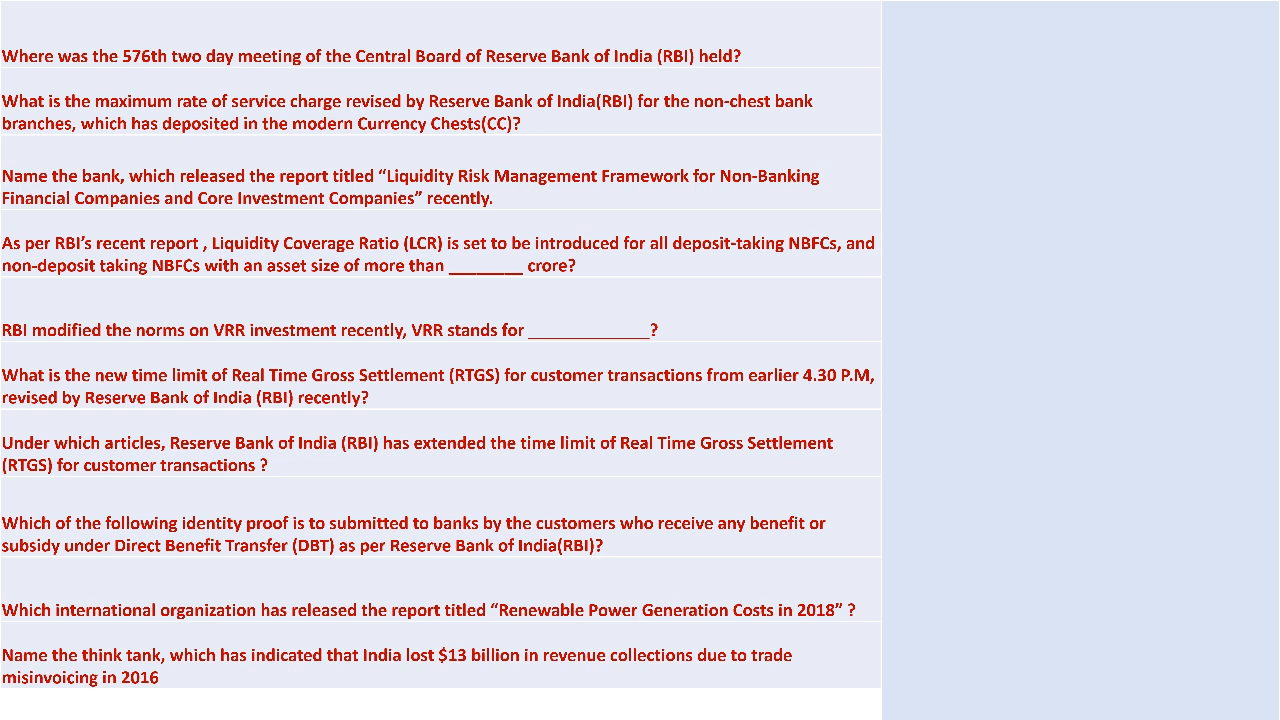 Where was the 576th two day meeting of the Central Board of Reserve Bank of India (RBI) held?
What is the maximum rate of service charge revised by Reserve Bank of India(RBI) for the non-chest bank
branches, which has deposited in the modern Currency Chests(CC)?
Name the bank, which released the report titled “Liquidity Risk Management Framework for Non-Banking
Financial Companies and Core Investment Companies” recently.
As per RBI’s recent report , Liquidity Coverage Ratio (LCR) is set to be introduced for all deposit-taking NBFCs, and
non-deposit taking NBFCs with an asset size of more than ________ crore?
RBI modified the norms on VRR investment recently, VRR stands for _____________?
What is the new time limit of Real Time Gross Settlement (RTGS) for customer transactions from earlier 4.30 P.M,
revised by Reserve Bank of India (RBI) recently?
Under which articles, Reserve Bank of India (RBI) has extended the time limit of Real Time Gross Settlement
(RTGS) for customer transactions ?
Which of the following identity proof is to submitted to banks by the customers who receive any benefit or
subsidy under Direct Benefit Transfer (DBT) as per Reserve Bank of India(RBI)?
Which international organization has released the report titled “Renewable Power Generation Costs in 2018” ?
Name the think tank, which has indicated that India lost $13 billion in revenue collections due to trade
misinvoicing in 2016